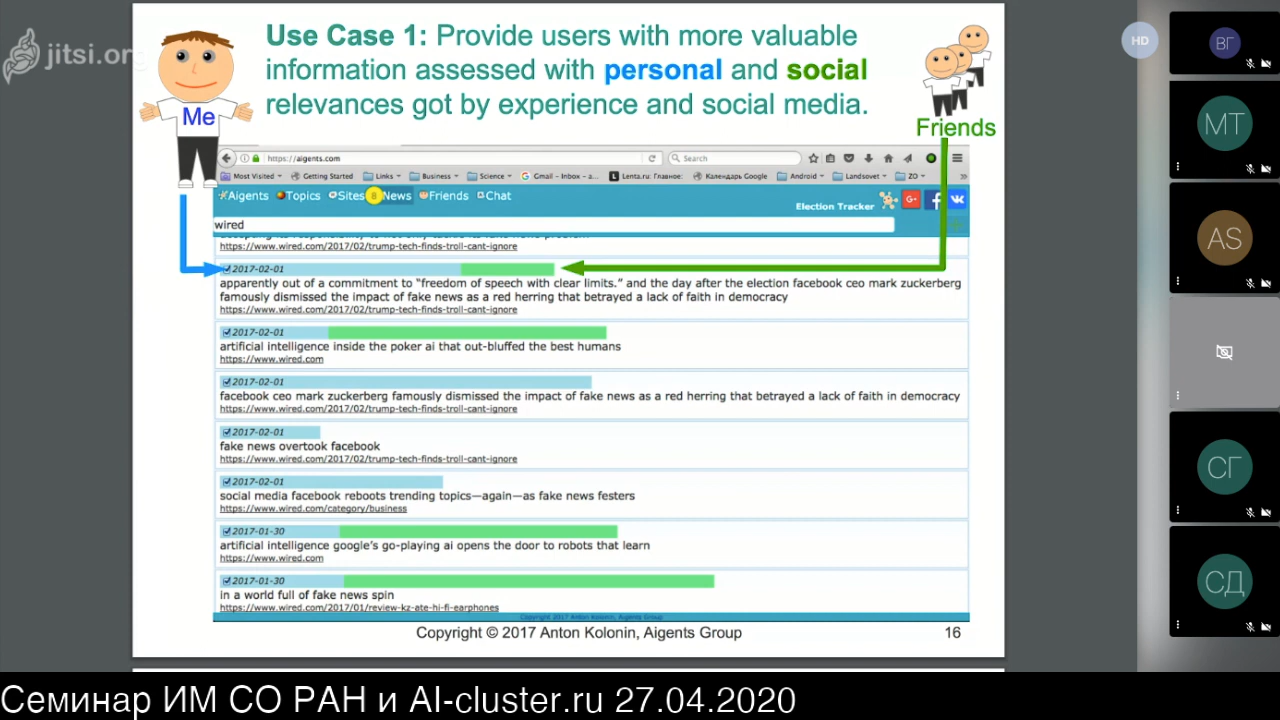 jitsi.org
Use Case 1: Provide users with more valuable
information assessed with personal and social
relevances got by experience and social media.
Me
Friends
https://aigents.com
Search
Most Visited
Getting Started
Links
Business
Science
Gmail - Inbox - a...
Lenta.ru: Главное:
Календарь Google
Android
Landsovet
ZO
Aigents
Topics
Sites
8
News
Friends
Chat
Election Tracker
G+
wired
https://www.wired.com/2017/02/trump-tech-finds-troll-cant-ignore
2017-02-01
apparently out of a commitment to “freedom of speech with clear limits.” and the day after the election facebook ceo mark zuckerberg
famously dismissed the impact of fake news as a red herring that betrayed a lack of faith in democracy
https://www.wired.com/2017/02/trump-tech-finds-troll-cant-ignore
2017-02-01
artificial intelligence inside the poker ai that out-bluffed the best humans
https://www.wired.com
2017-02-01
facebook ceo mark zuckerberg famously dismissed the impact of fake news as a red herring that betrayed a lack of faith in democracy
https://www.wired.com/2017/02/trump-tech-finds-troll-cant-ignore
2017-02-01
fake news overtook facebook
https://www.wired.com/2017/02/trump-tech-finds-troll-cant-ignore
2017-02-01
social media facebook reboots trending topics—again—as fake news festers
https://www.wired.com/category/business
2017-01-30
artificial intelligence google's go-playing ai opens the door to robots that learn
https://www.wired.com
2017-01-30
in a world full of fake news spin
https://www.wired.com/2017/01/review-kz-ate-hi-fi-earphones
Copyright © 2017 Anton Kolonin, Aigents Group
Copyright © 2017 Anton Kolonin, Aigents Group
16
HD
ВГ
МТ
AS
СГ
СД
Семинар ИМ СО РАН и AI-cluster.ru 27.04.2020